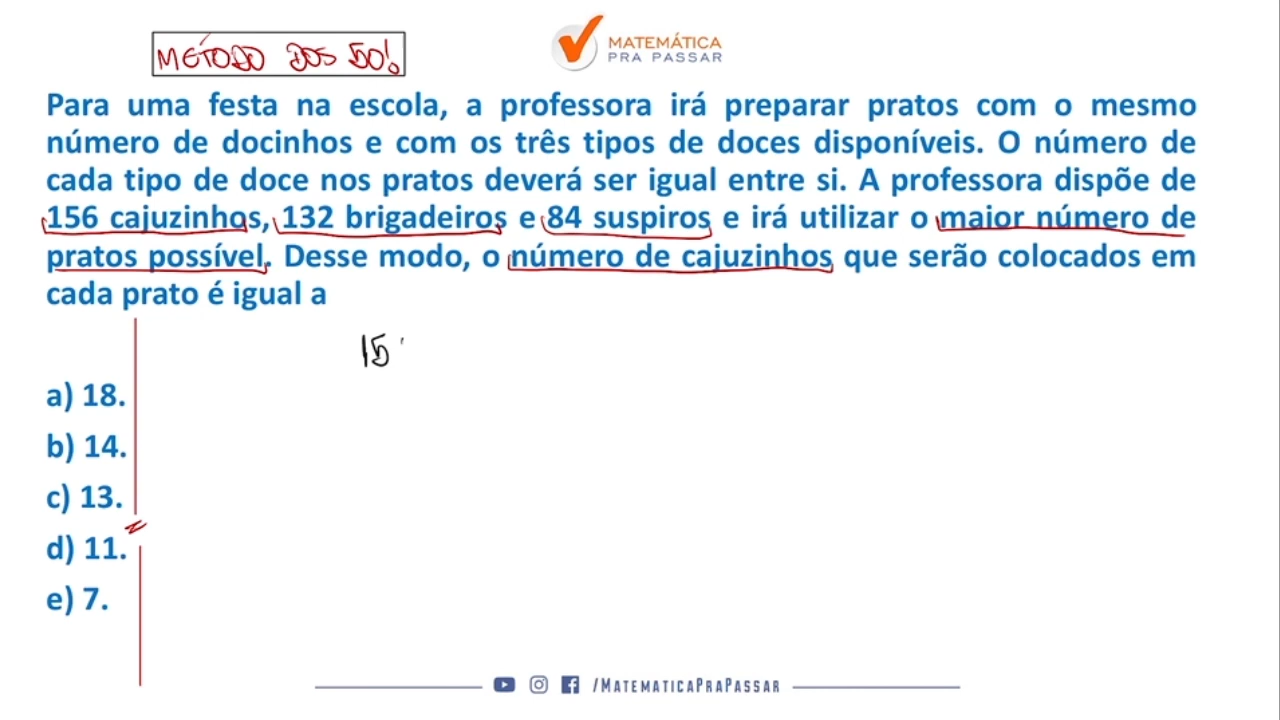 MÉTODO DOS 50!
MATEMÁTICA
PRA PASSAR
Para uma festa na escola, a professora irá preparar pratos com o mesmo
número de docinhos e com os três tipos de doces disponíveis. O número de
cada tipo de doce nos pratos deverá ser igual entre si. A professora dispõe de
156 cajuzinhos, 132 brigadeiros e 84 suspiros e irá utilizar o maior número de
pratos possível. Desse modo, o número de cajuzinhos que serão colocados em
cada prato é igual a
15
a) 18.
b) 14.
c) 13.
d) 11.
e) 7.
/MATEMATICAPRAPASSAR